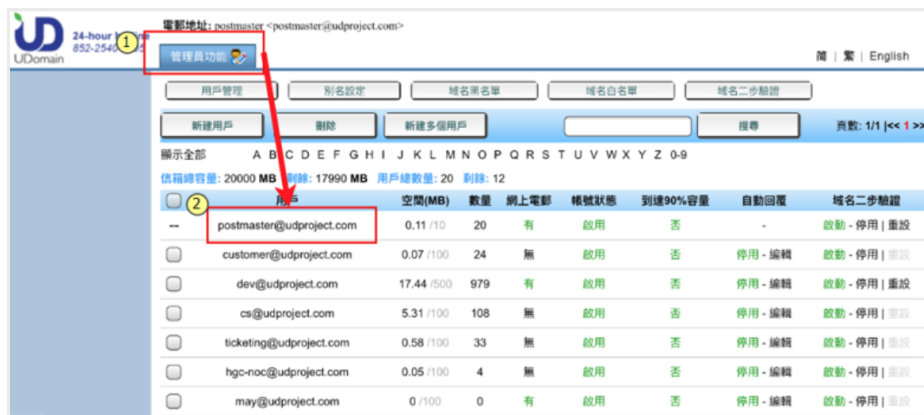 電郵地址: postmaster <postmaster@udproject.com>
UDomain
24-hour
852-2540
1
管理員功能
简 | 繁 | English
用戶管理 別名設定 域名黑名單 域名白名單 域名二步驗證
新建用戶 刪除 新建多個用戶 搜尋 頁數: 1/1 |<< 1 >>
顯示全部 A B C D E F G H I J K L M N O P Q R S T U V W X Y Z 0-9
信箱總容量: 20000 MB 剩餘: 17990 MB 用戶總數量: 20 剩餘: 12
2 用戶 空間(MB) 數量 網上電郵 帳號狀態 到達90%容量 自動回覆 域名二步驗證
-- postmaster@udproject.com 0.11 /10 20 有 啟用 否 - 啟動 - 停用 | 重設
customer@udproject.com 0.07 /100 24 無 啟用 否 停用 - 編輯 啟動 - 停用 | 重設
dev@udproject.com 17.44 /500 979 有 啟用 否 停用 - 編輯 啟動 - 停用 | 重設
cs@udproject.com 5.31 /100 108 無 啟用 否 停用 - 編輯 啟動 - 停用 | 重設
ticketing@udproject.com 0.58 /100 33 無 啟用 否 停用 - 編輯 啟動 - 停用 | 重設
hgc-noc@udproject.com 0.05 /100 4 無 啟用 否 停用 - 編輯 啟動 - 停用 | 重設
may@udproject.com 0 /100 0 有 啟用 否 停用 - 編輯 啟動 - 停用 | 重設